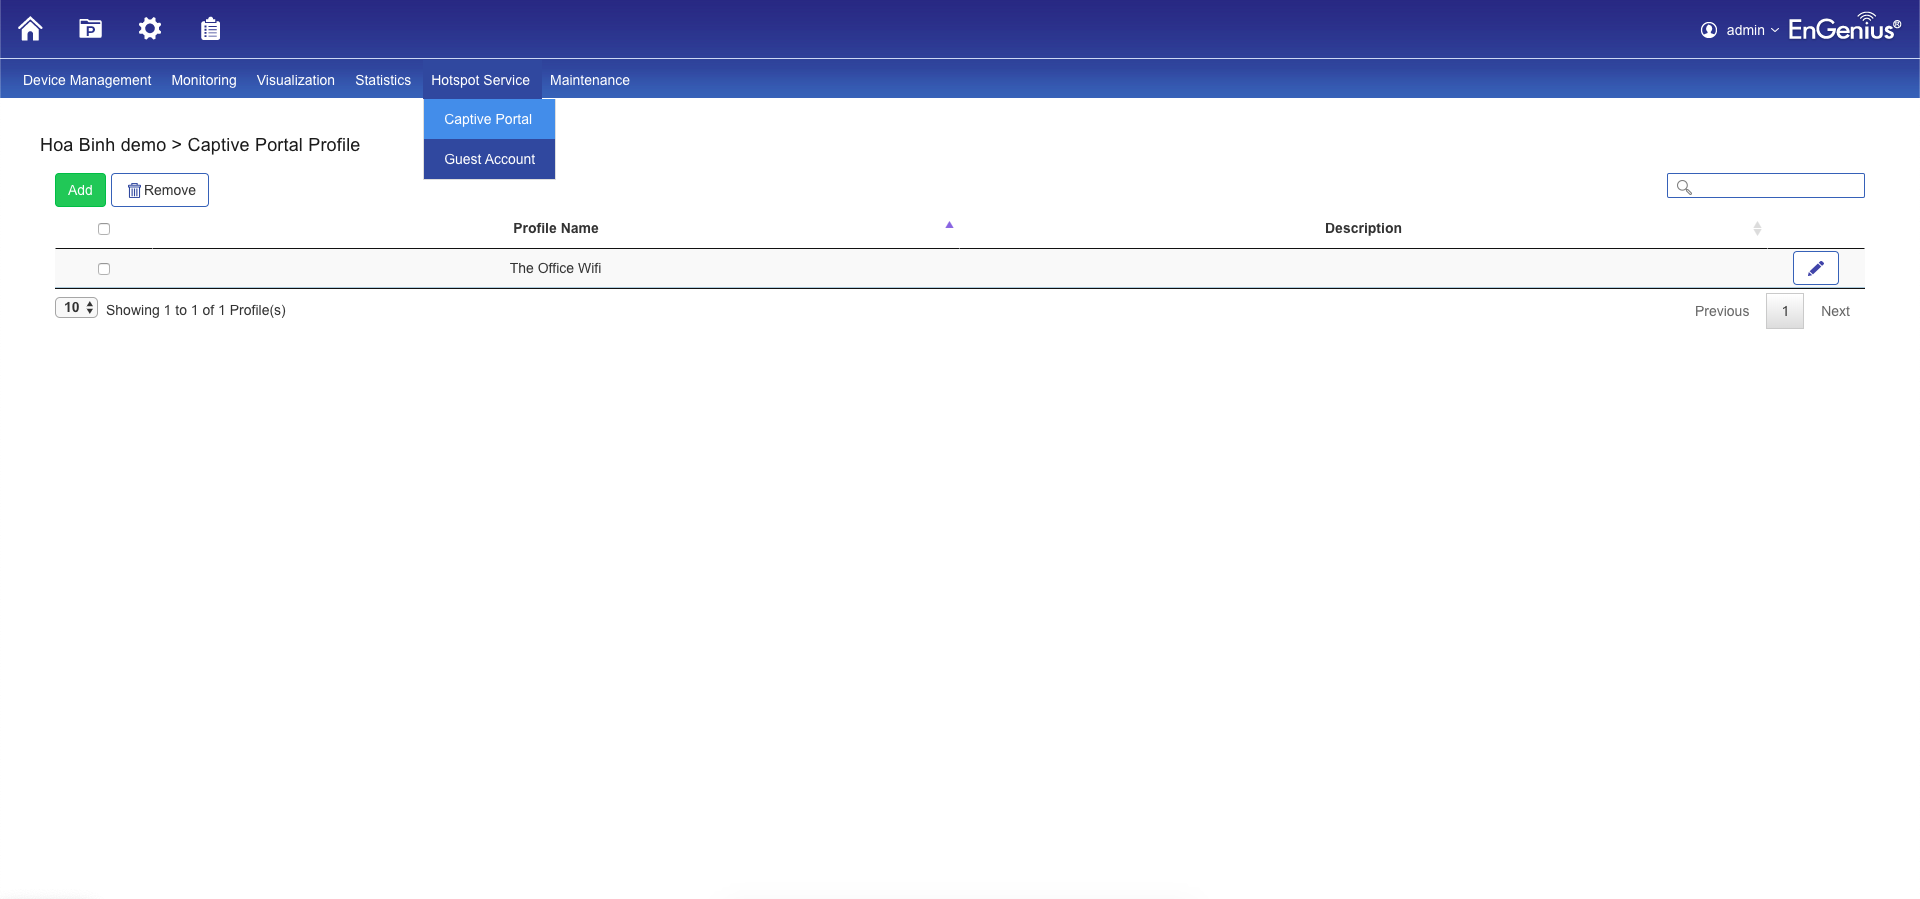 P
admin
EnGenius®
Device Management
Monitoring
Visualization
Statistics
Hotspot Service
Maintenance
Captive Portal
Guest Account
Hoa Binh demo > Captive Portal Profile
Add
Remove
Profile Name
Description
The Office Wifi
10
Showing 1 to 1 of 1 Profile(s)
Previous
1
Next